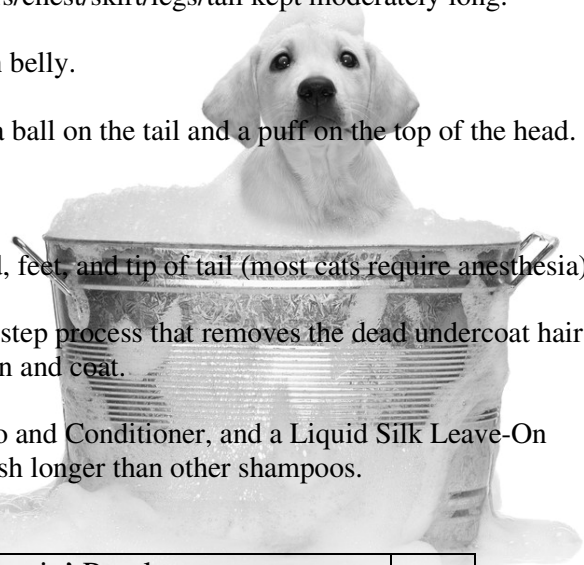 /chest/skirt/legs/tail kept moderately long.
belly.
a ball on the tail and a puff on the top of the head.
, feet, and tip of tail (most cats require anesthesia)
step process that removes the dead undercoat hair
and coat.
and Conditioner, and a Liquid Silk Leave-On
longer than other shampoos.